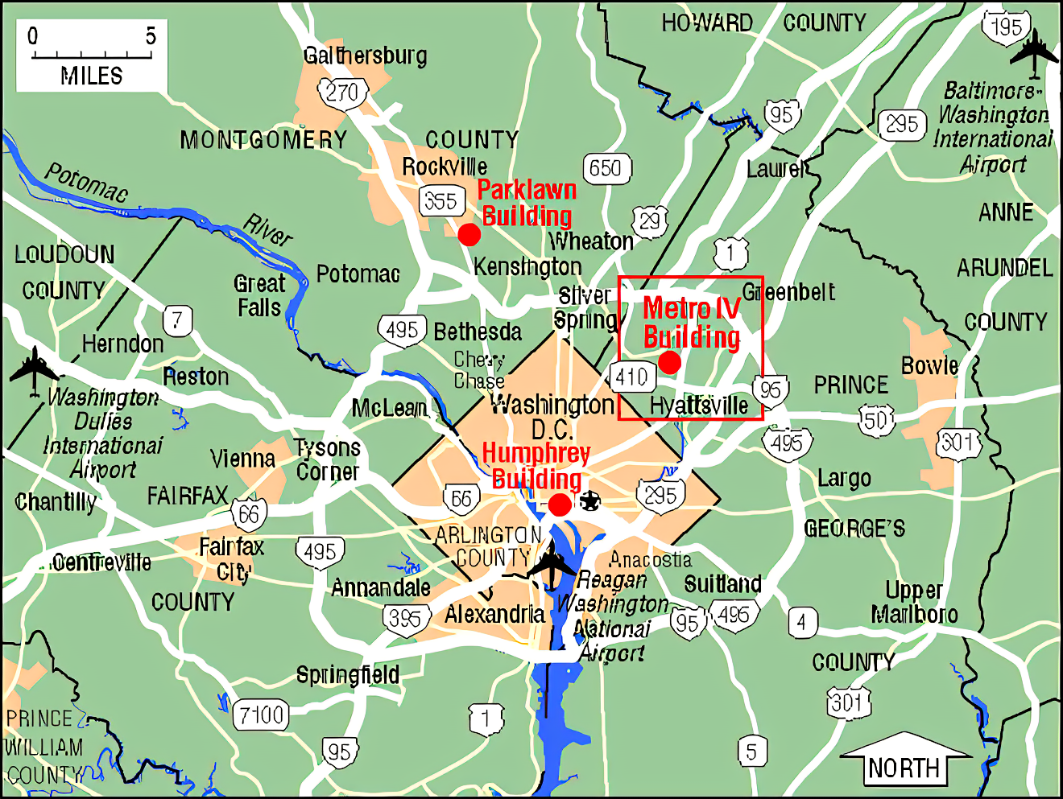 HOWARD COUNTY
195
0 5
MILES
Gaithersburg
270
95
295
Baltimore-
Washington
International
Airport
MONTGOMERY COUNTY
Rockville
355
Parklawn
Building
650
Laurel
29
ANNE
ARUNDEL
COUNTY
Potomac
River
LOUDOUN
COUNTY
Great
Falls
Potomac
Wheaton
Kensington
1
Greenbelt
Silver
Spring
Metro IV
Building
7
495
Bethesda
Herndon
Chevy
Chase
410
95
Bowie
Reston
PRINCE
Washington
Dulles
International
Airport
McLean
Washington
D.C.
Hyattsville
50
301
495
Tysons
Corner
Vienna
Humphrey
Building
Largo
Chantilly
FAIRFAX
66
66
295
GEORGE'S
ARLINGTON
COUNTY
Centreville
Fairfax
City
495
Anacostia
COUNTY
Annandale
Reagan
Washington
National
Airport
Suitland
Upper
Marlboro
395
Alexandria
95
495
4
COUNTY
Springfield
7100
1
301
PRINCE
WILLIAM
COUNTY
95
5
NORTH